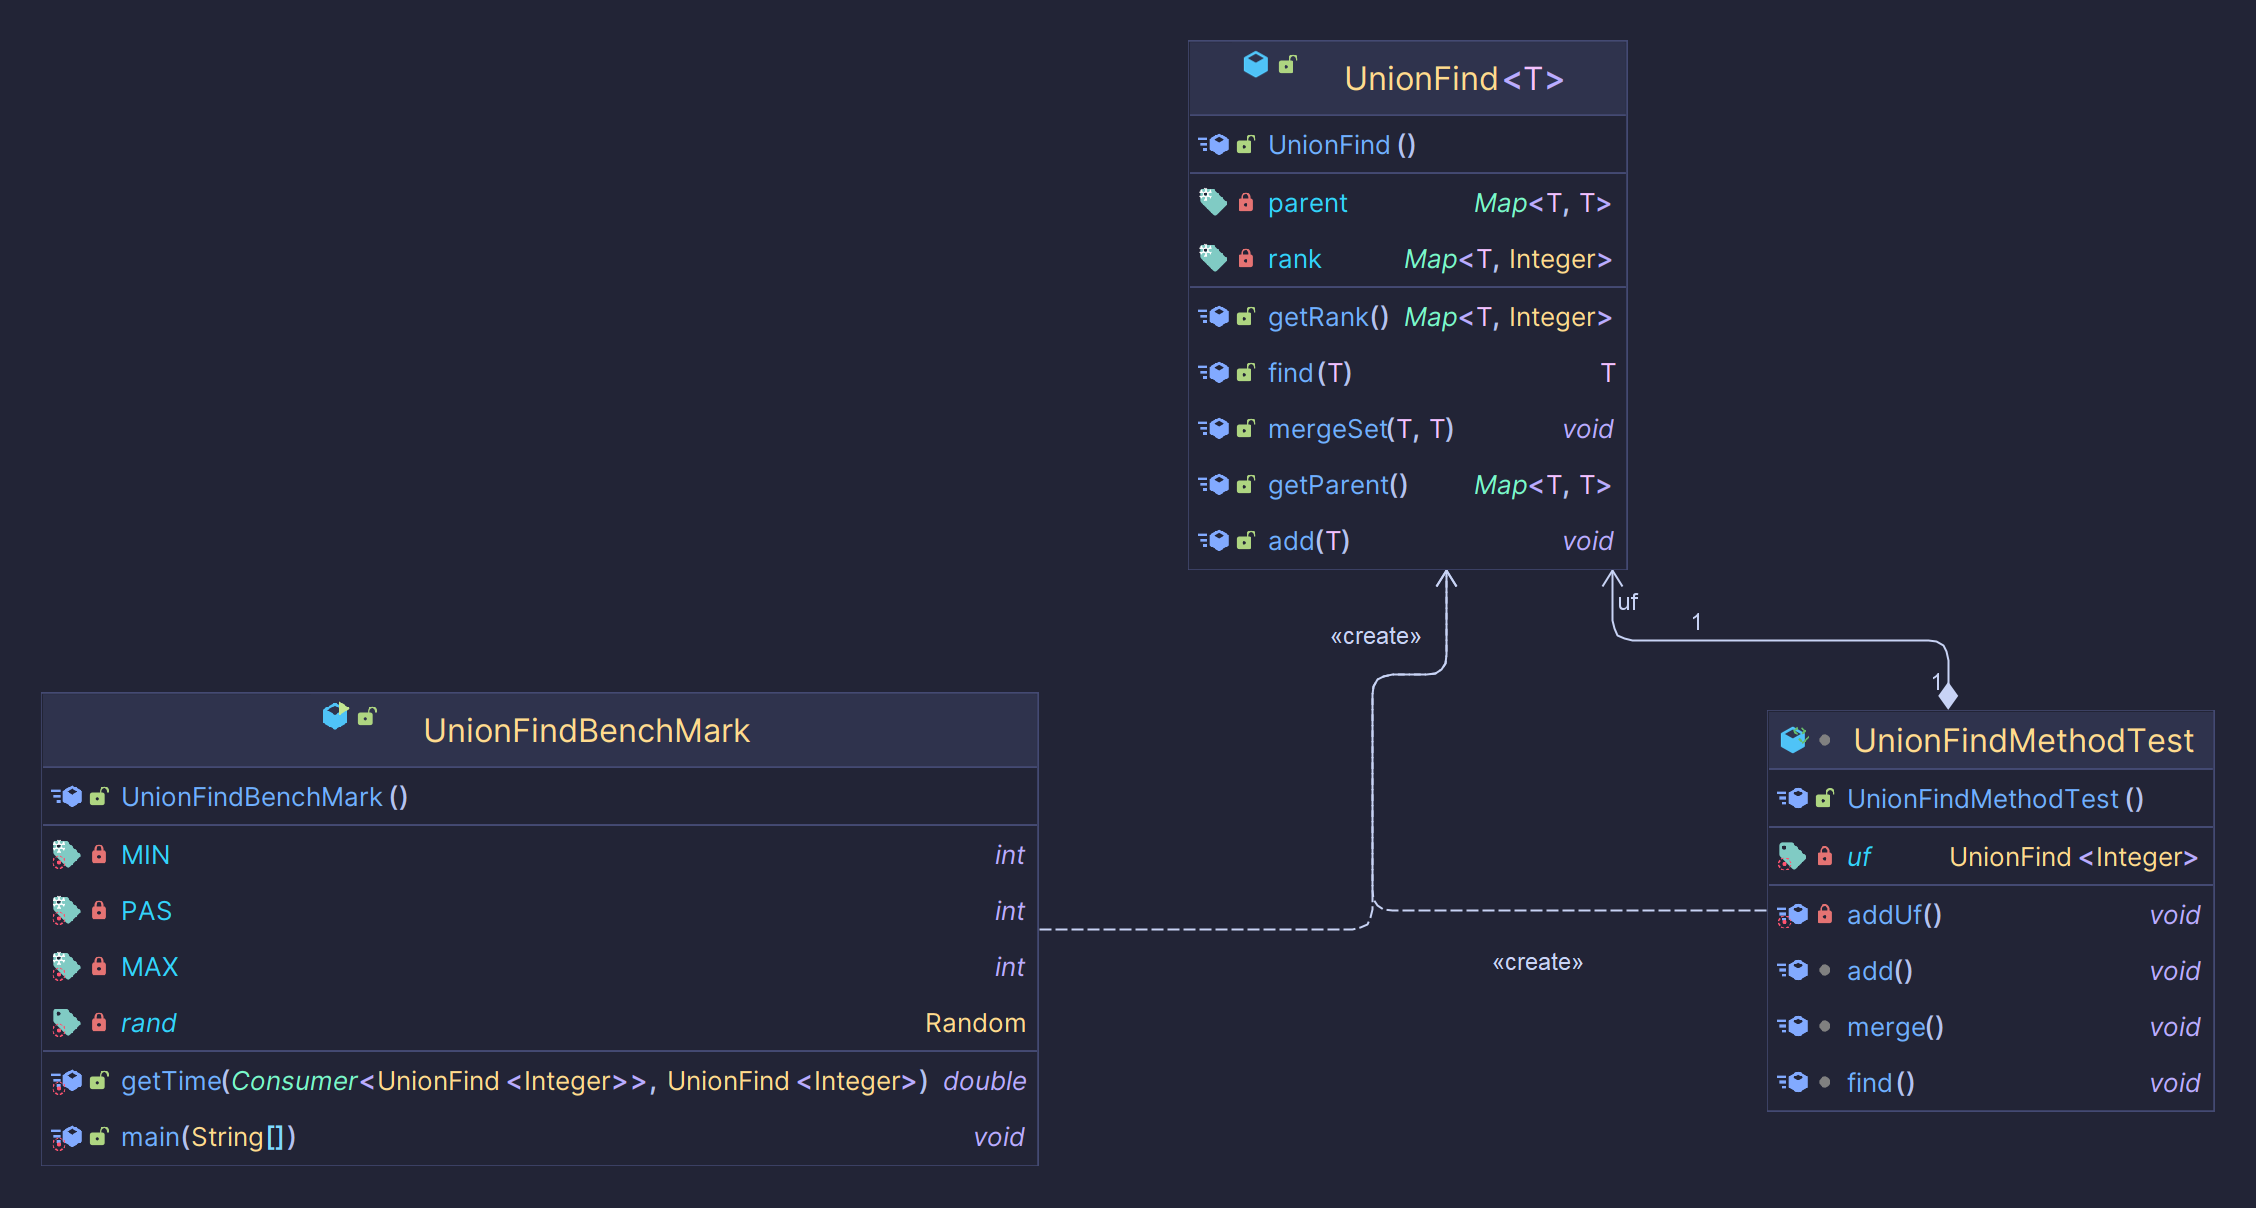 UnionFind<T>
UnionFind()
parent Map<T, T>
rank Map<T, Integer>
getRank() Map<T, Integer>
find(T) T
mergeSet(T, T) void
getParent() Map<T, T>
add(T) void
uf
1
«create»
1
UnionFindBenchMark
UnionFindBenchMark()
MIN int
PAS int
MAX int
rand Random
getTime(Consumer<UnionFind<Integer>>, UnionFind<Integer>) double
main(String[]) void
«create»
UnionFindMethodTest
UnionFindMethodTest()
uf UnionFind<Integer>
addUf() void
add() void
merge() void
find() void